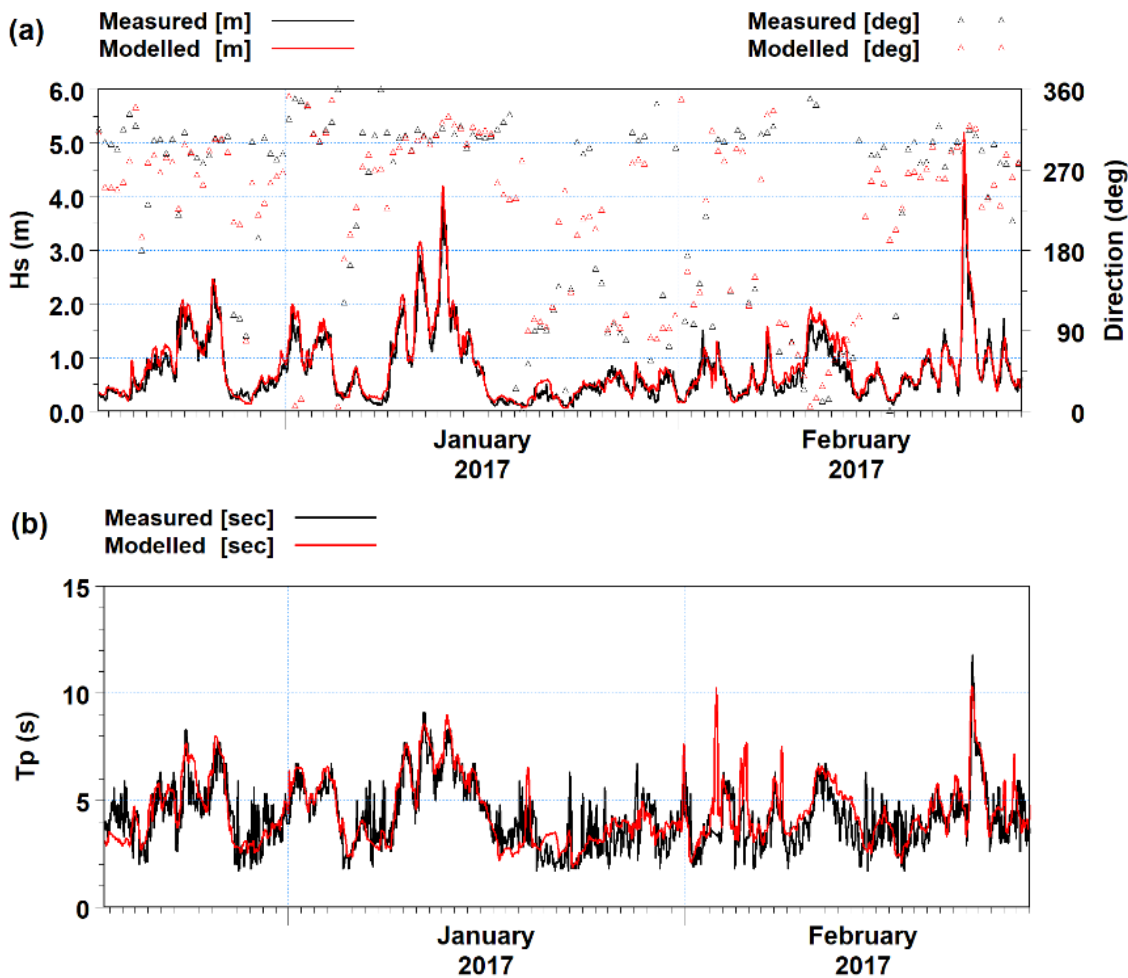 (a)
Measured [m]
Modelled [m]
Measured [deg]
Modelled [deg]
6.0
5.0
4.0
3.0
2.0
1.0
0.0
Hs (m)
360
270
180
90
0
Direction (deg)
January
2017
February
2017
(b)
Measured [sec]
Modelled [sec]
15
10
5
0
Tp (s)
January
2017
February
2017